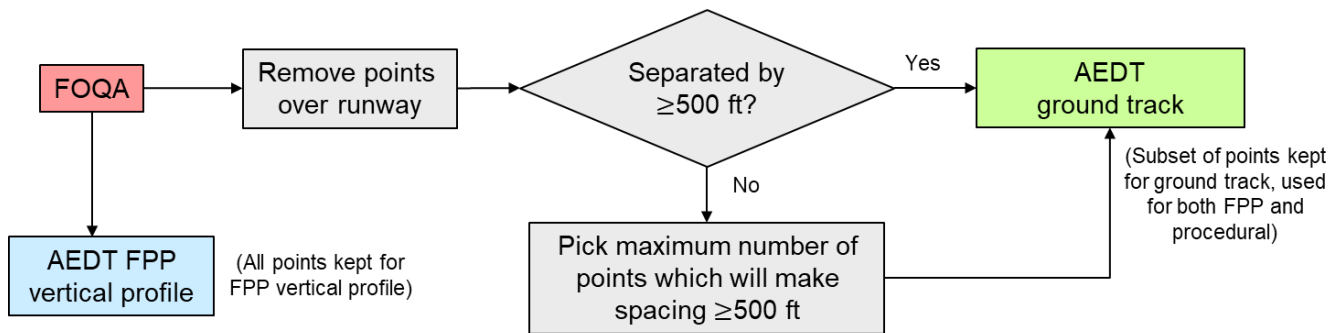 FOQA
Remove points
over runway
Separated by
≥500 ft?
Yes
AEDT
ground track
(Subset of points kept
for ground track, used
for both FPP and
procedural)
No
Pick maximum number of
points which will make
spacing ≥500 ft
AEDT FPP
vertical profile
(All points kept for
FPP vertical profile)